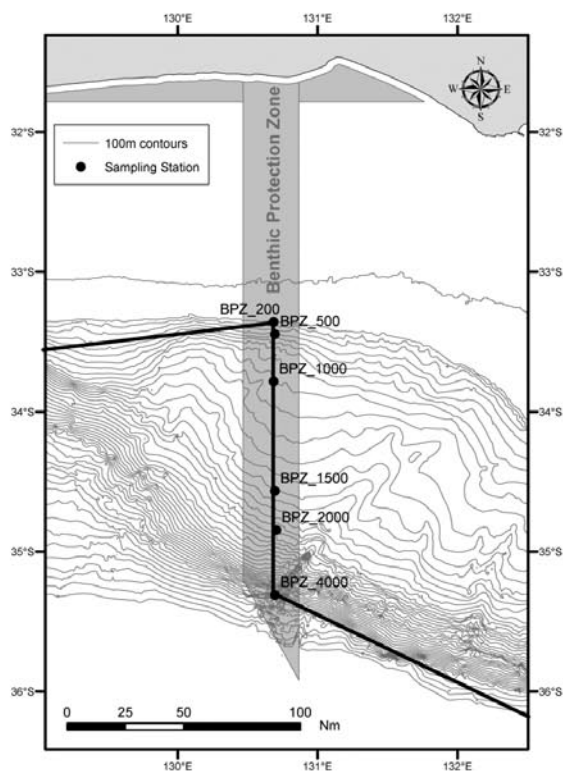 130°E
131°E
132°E
N
W
E
S
32°S
32°S
100m contours
Sampling Station
Benthic Protection Zone
33°S
33°S
BPZ_200
BPZ_500
BPZ_1000
34°S
34°S
BPZ_1500
BPZ_2000
35°S
35°S
BPZ_4000
36°S
36°S
0
25
50
100
Nm
130°E
131°E
132°E